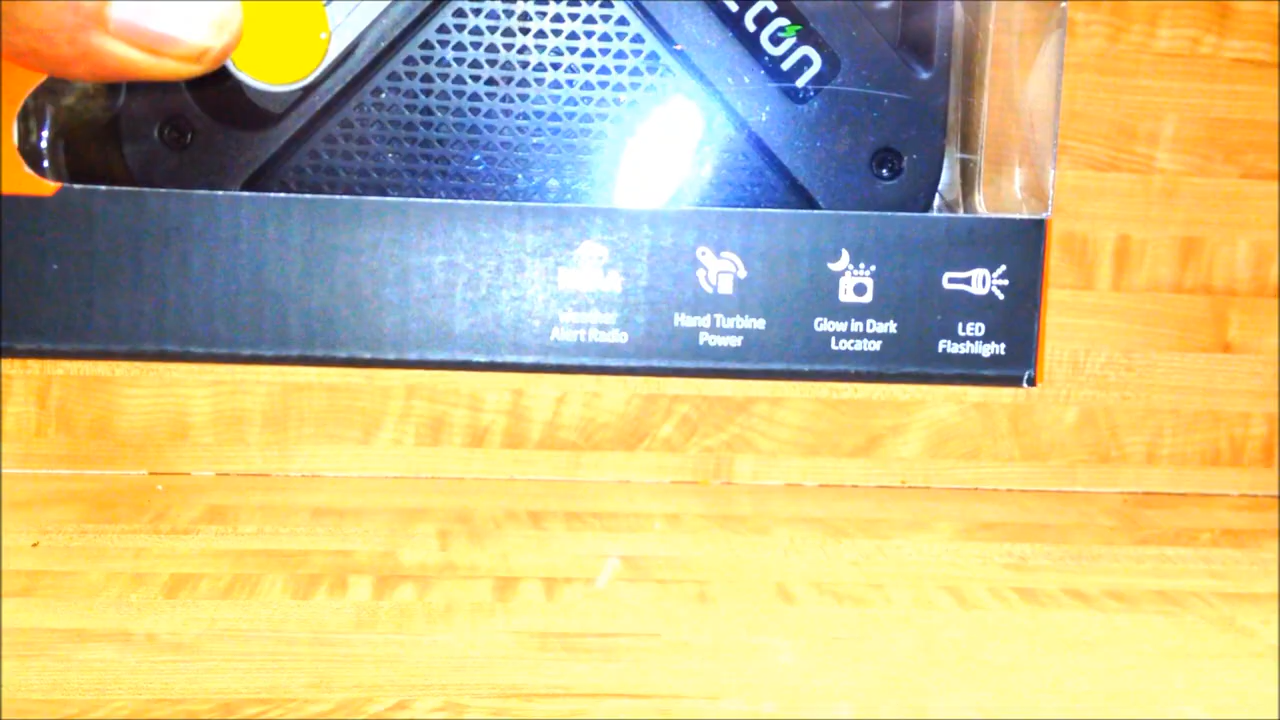 Alert Radio
Hand Turbine
Power
Glow in Dark
Locator
LED
Flashlight